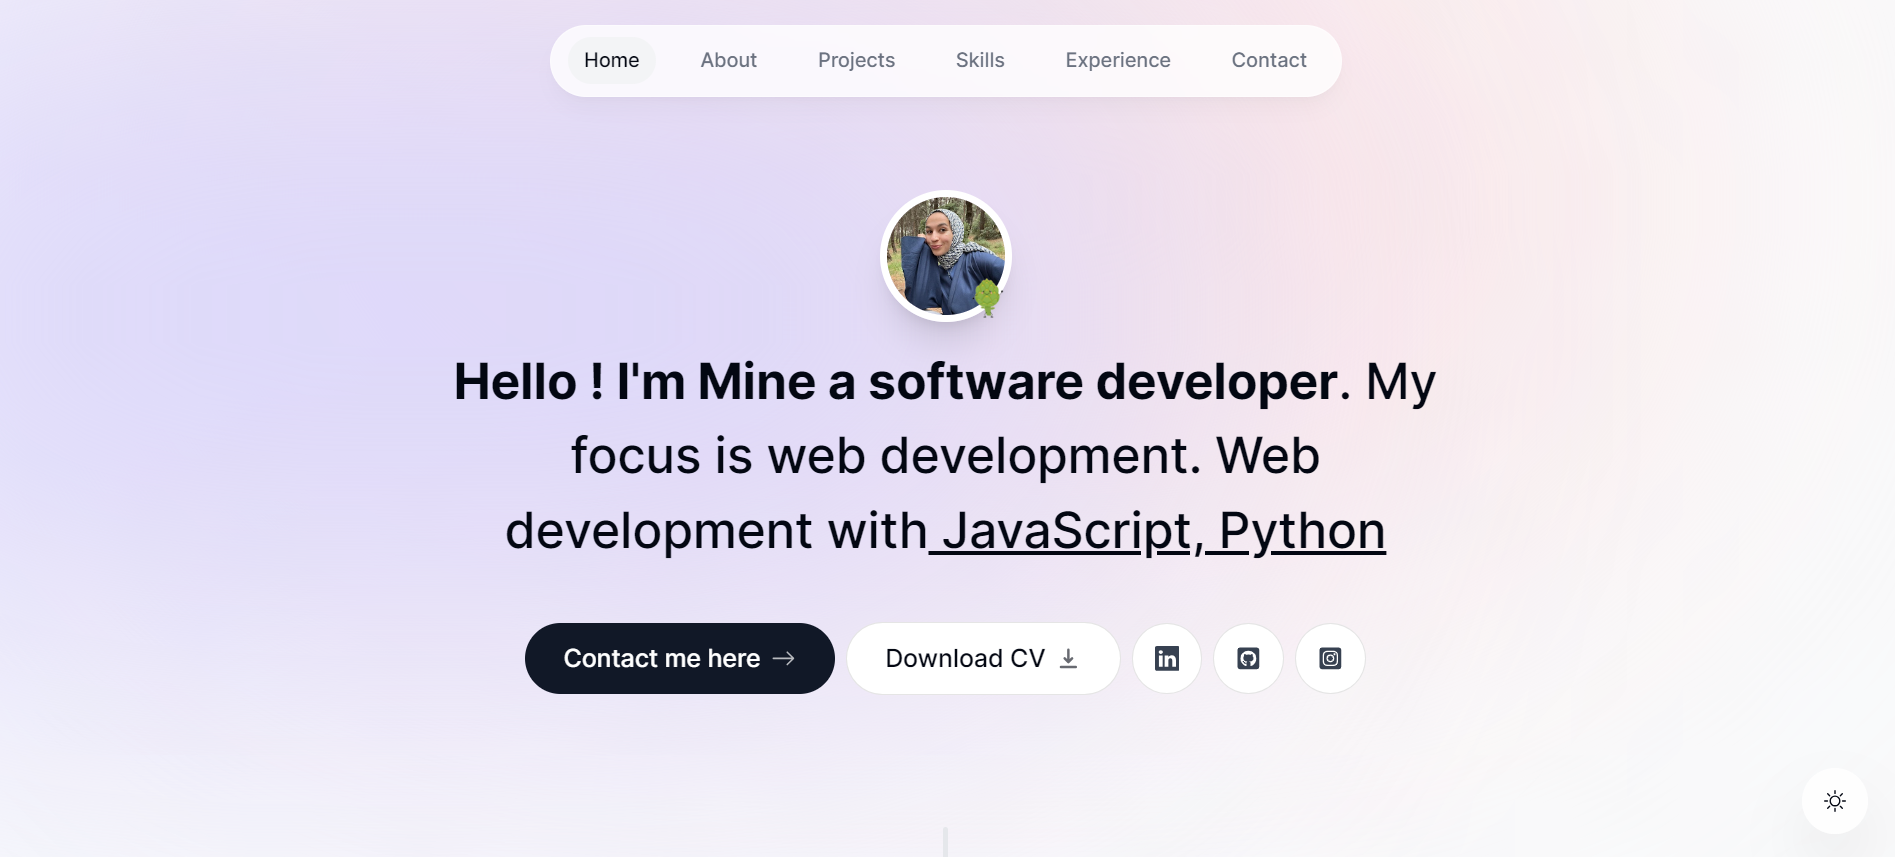 Home About Projects Skills Experience Contact
Hello ! I'm Mine a software developer. My
focus is web development. Web
development with JavaScript, Python
Contact me here Download CV in